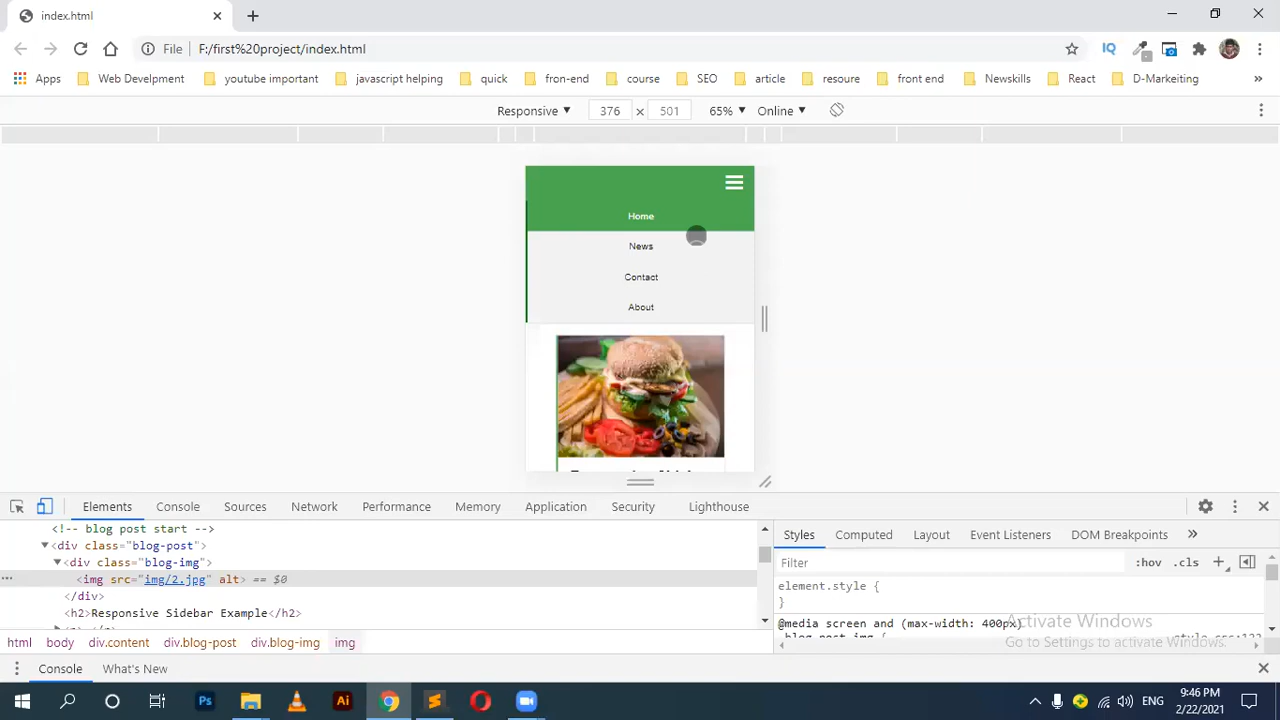 index.html
File F:/first%20project/index.html
IQ
Apps Web Develpment youtube important javascript helping quick fron-end course SEO article resoure front end Newskills React D-Markeiting »
Responsive 376 × 501 65% Online
Home
News
Contact
About
Elements Console Sources Network Performance Memory Application Security Lighthouse
<!-- blog post start -->
<div class="blog-post">
<div class="blog-img">
<img src="img/2.jpg" alt> == $0
</div>
<h2>Responsive Sidebar Example</h2>
html body div.content div.blog-post div.blog-img img
Styles Computed Layout Event Listeners DOM Breakpoints »
Filter :hov .cls +
element.style {
}
@media screen and (max-width: 400px)
Activate Windows
Go to Settings to activate Windows.
Console What's New
Ps Ai
ENG
9:46 PM
2/22/2021